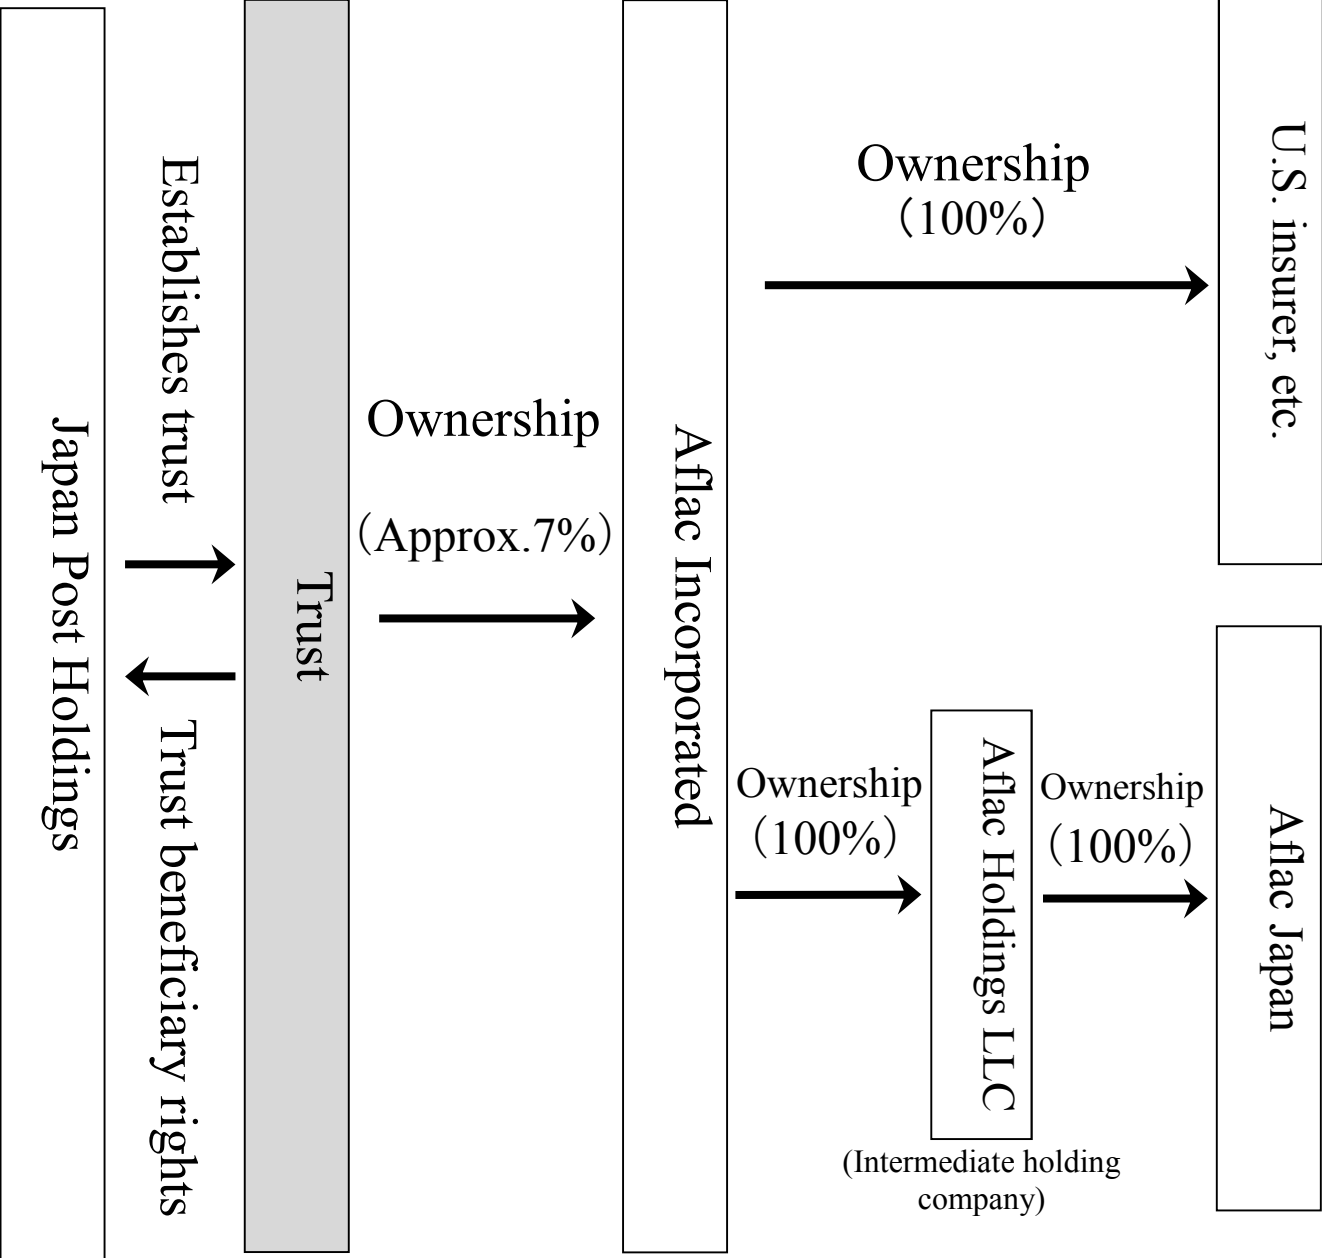 Japan Post Holdings
Establishes trust
Trust beneficiary rights
Trust
Ownership
（Approx.7%）
Aflac Incorporated
Ownership
（100%）
U.S. insurer, etc.
Ownership
（100%）
Aflac Holdings LLC
(Intermediate holding
company)
Ownership
（100%）
Aflac Japan